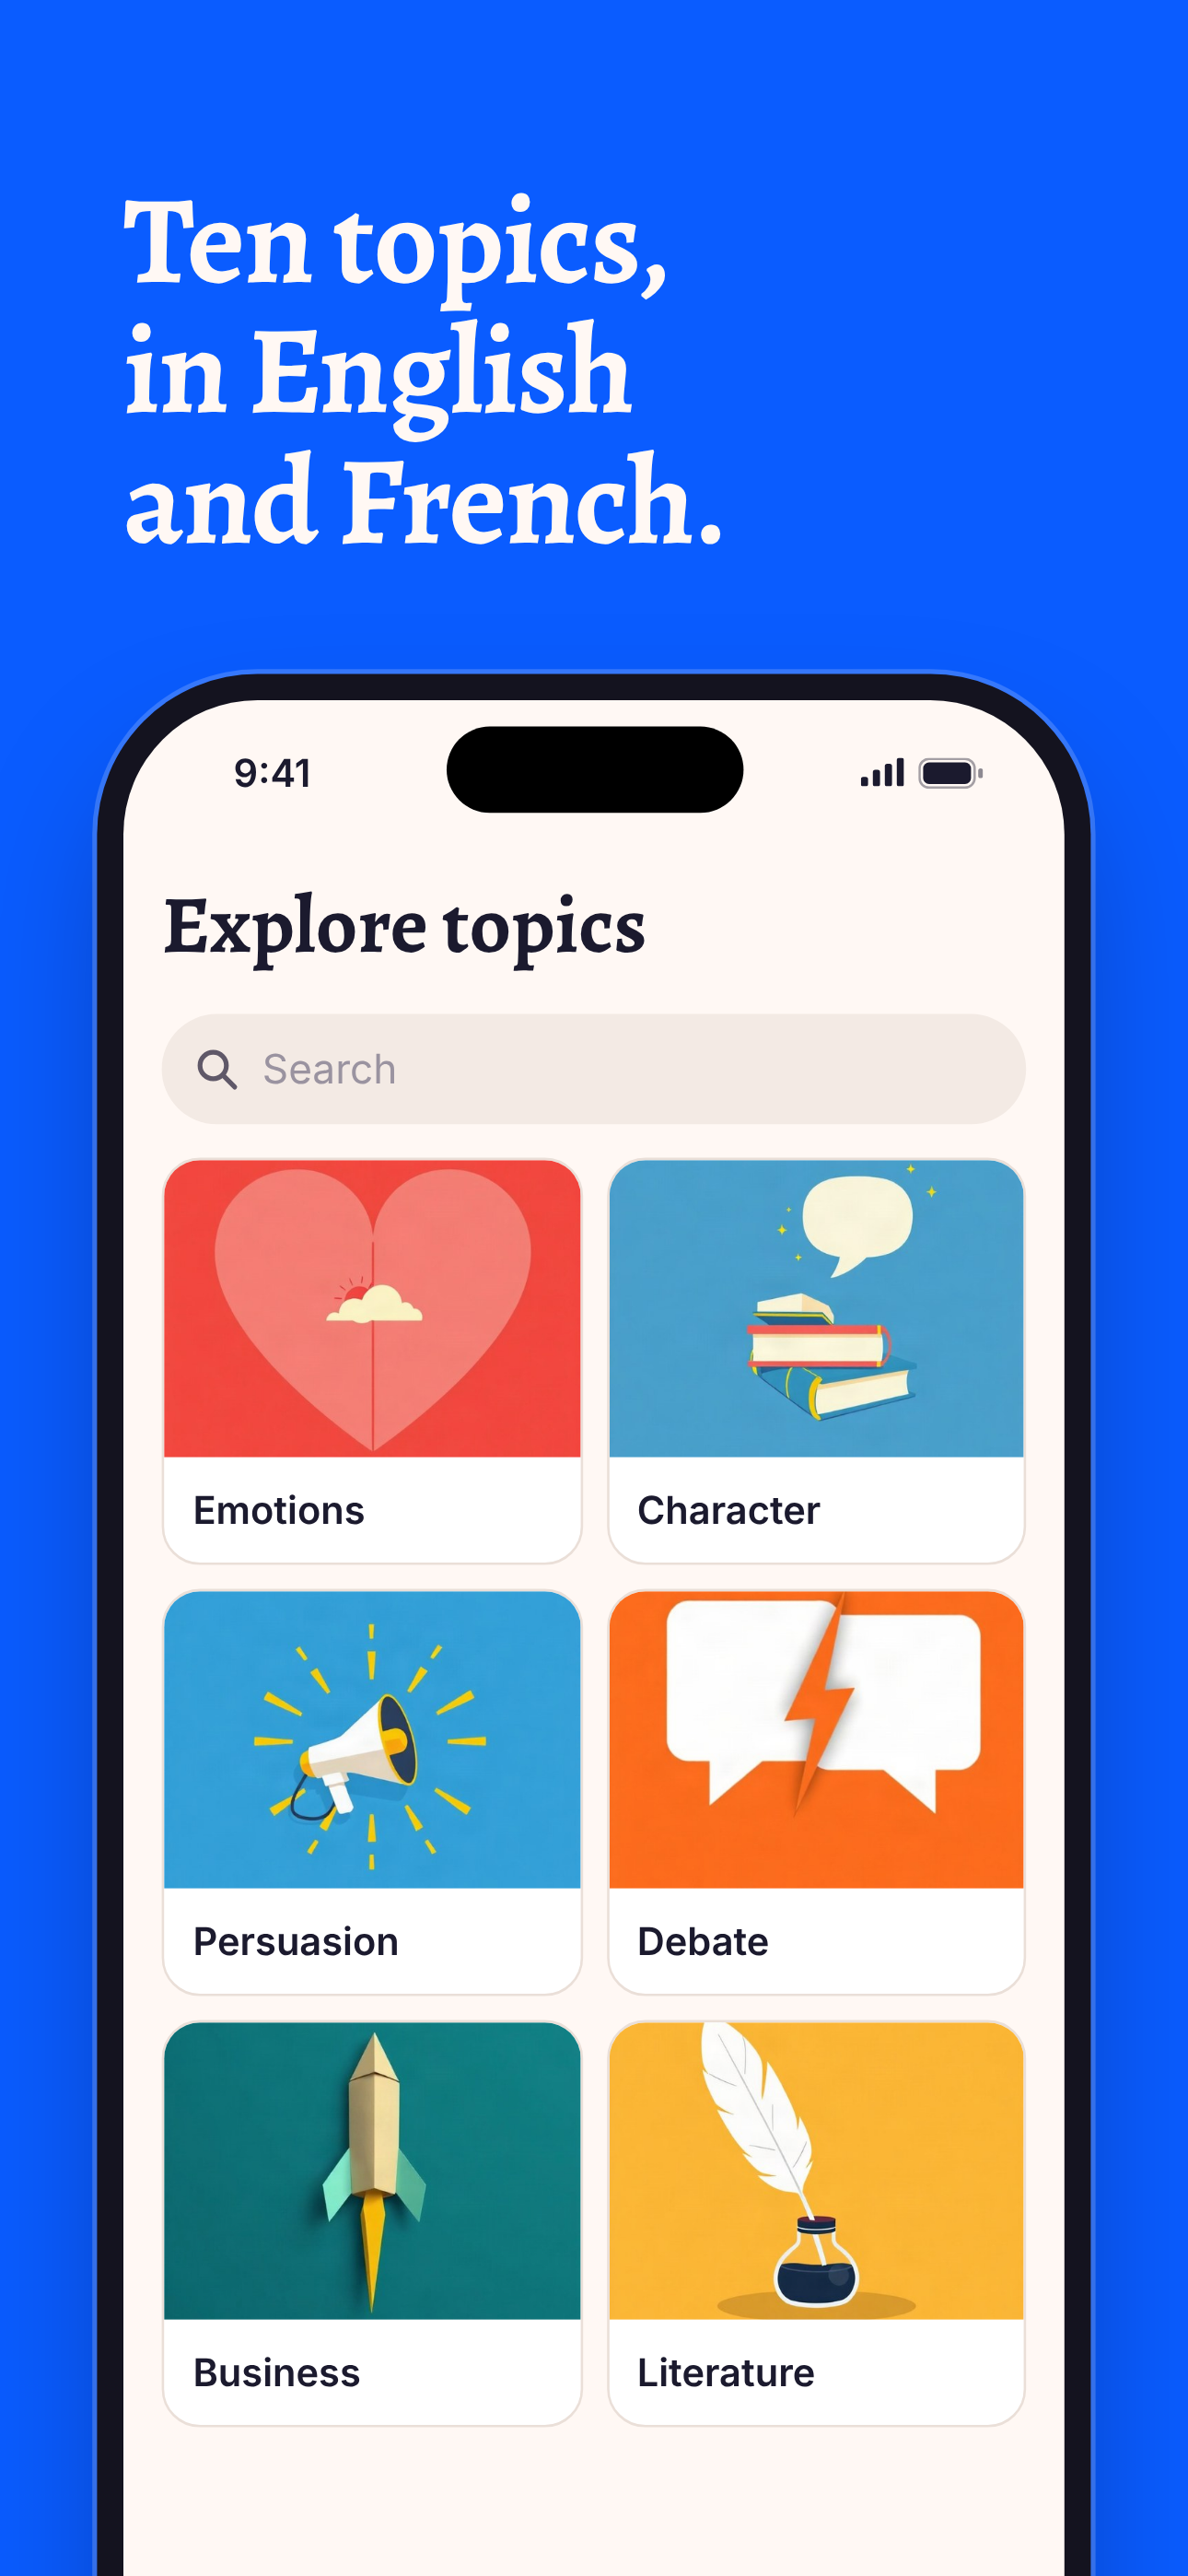 Ten topics,
in English
and French.
9:41
Explore topics
Search
Emotions
Character
Persuasion
Debate
Business
Literature